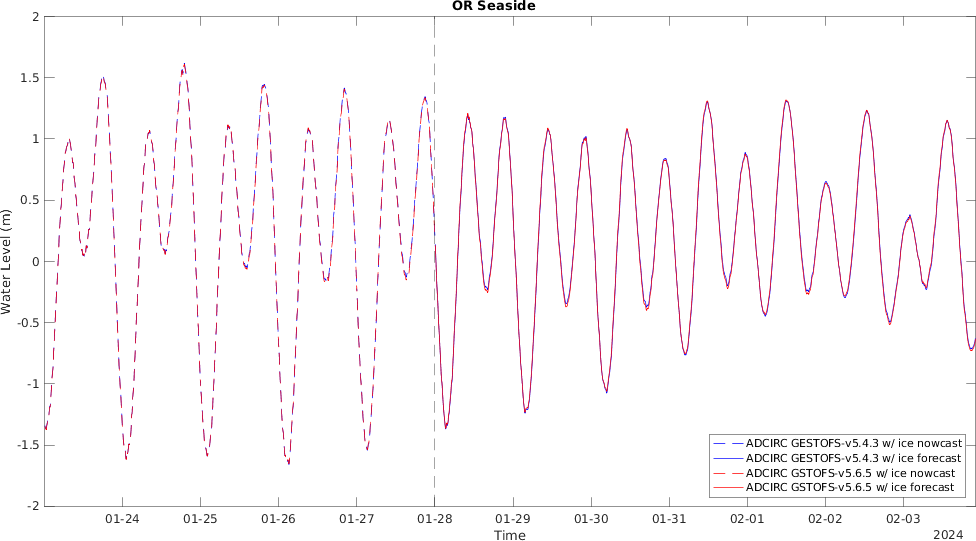 OR Seaside
2
1.5
1
0.5
0
-0.5
-1
-1.5
-2
Water Level (m)
01-24 01-25 01-26 01-27 01-28 01-29 01-30 01-31 02-01 02-02 02-03
Time
2024
ADCIRC GESTOFS-v5.4.3 w/ ice nowcast
ADCIRC GESTOFS-v5.4.3 w/ ice forecast
ADCIRC GSTOFS-v5.6.5 w/ ice nowcast
ADCIRC GSTOFS-v5.6.5 w/ ice forecast